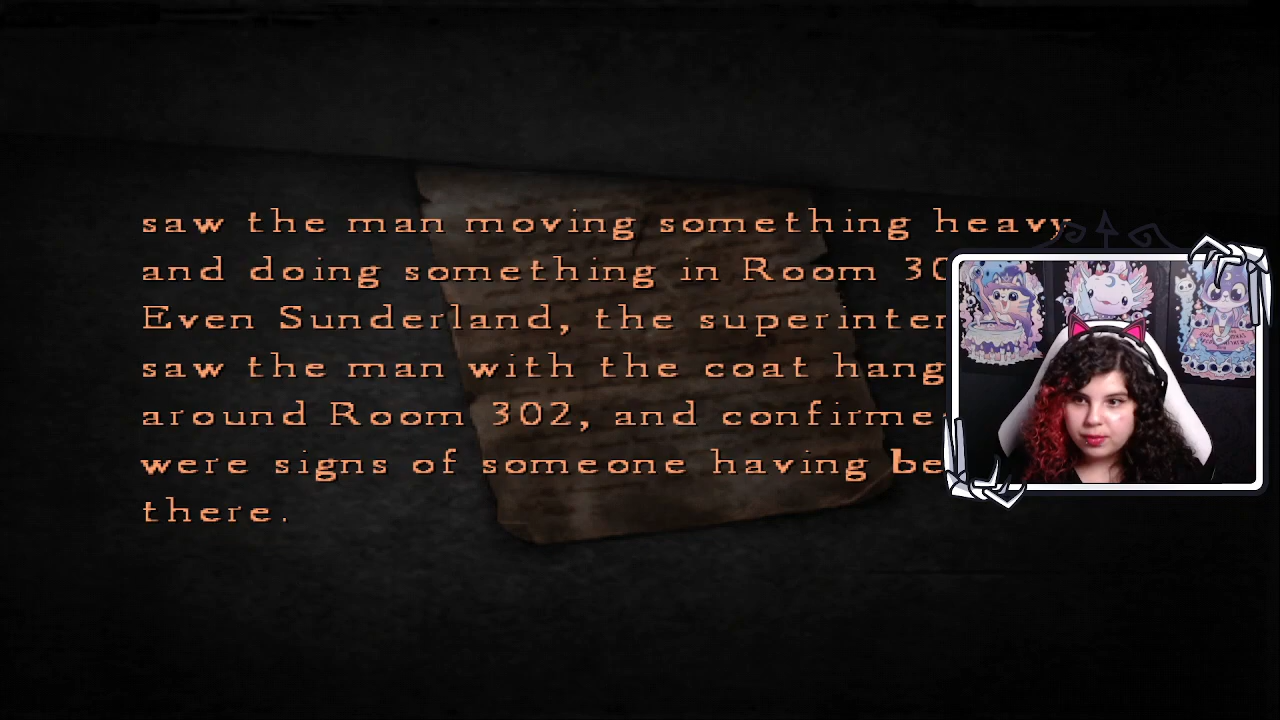 saw the man moving something heavy
and doing something in Room
Even Sunderland, the
saw the man with the coat
around Room 302, and
were signs of someone having
there.